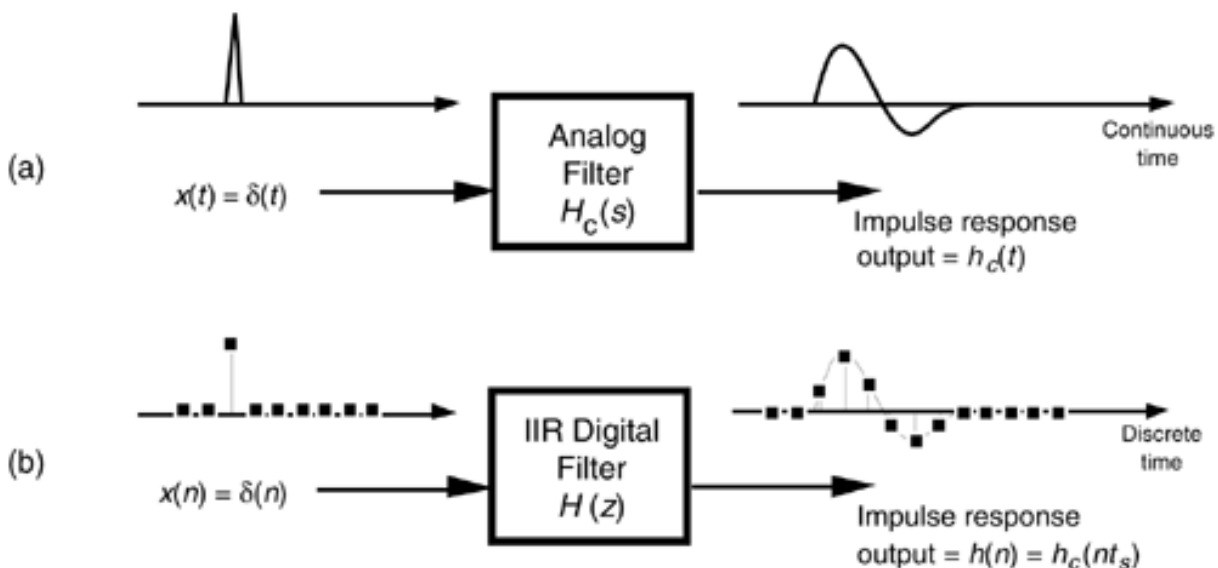 (a)
x(t) = δ(t)
Analog
Filter
H_c(s)
Continuous
time
Impulse response
output = h_c(t)
(b)
x(n) = δ(n)
IIR Digital
Filter
H (z)
Discrete
time
Impulse response
output = h(n) = h_c(nt_s)